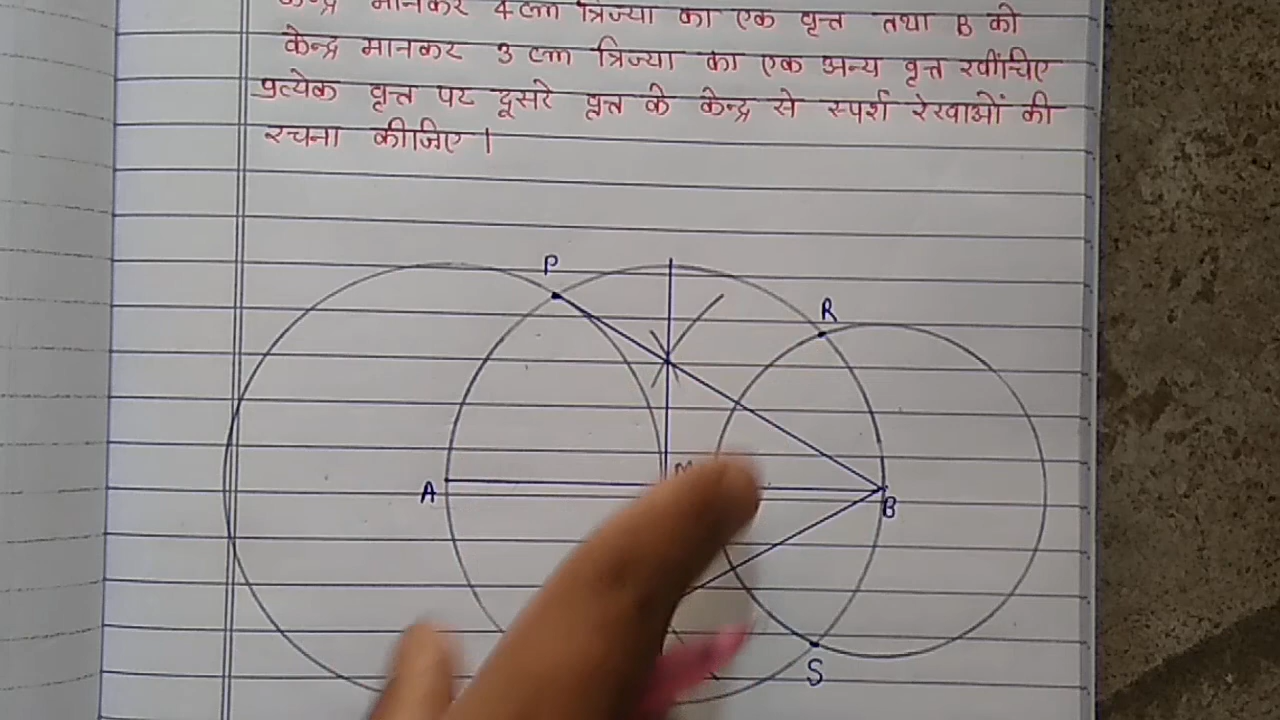 केन्द्र मानकर 4 cm त्रिज्या का एक वृत्त तथा B को
केन्द्र मानकर 3 cm त्रिज्या का एक अन्य वृत्त खींचिए
प्रत्येक वृत्त पर दूसरे वृत्त के केन्द्र से स्पर्श रेखाओं की
रचना कीजिए ।
P
R
M
A
B
S